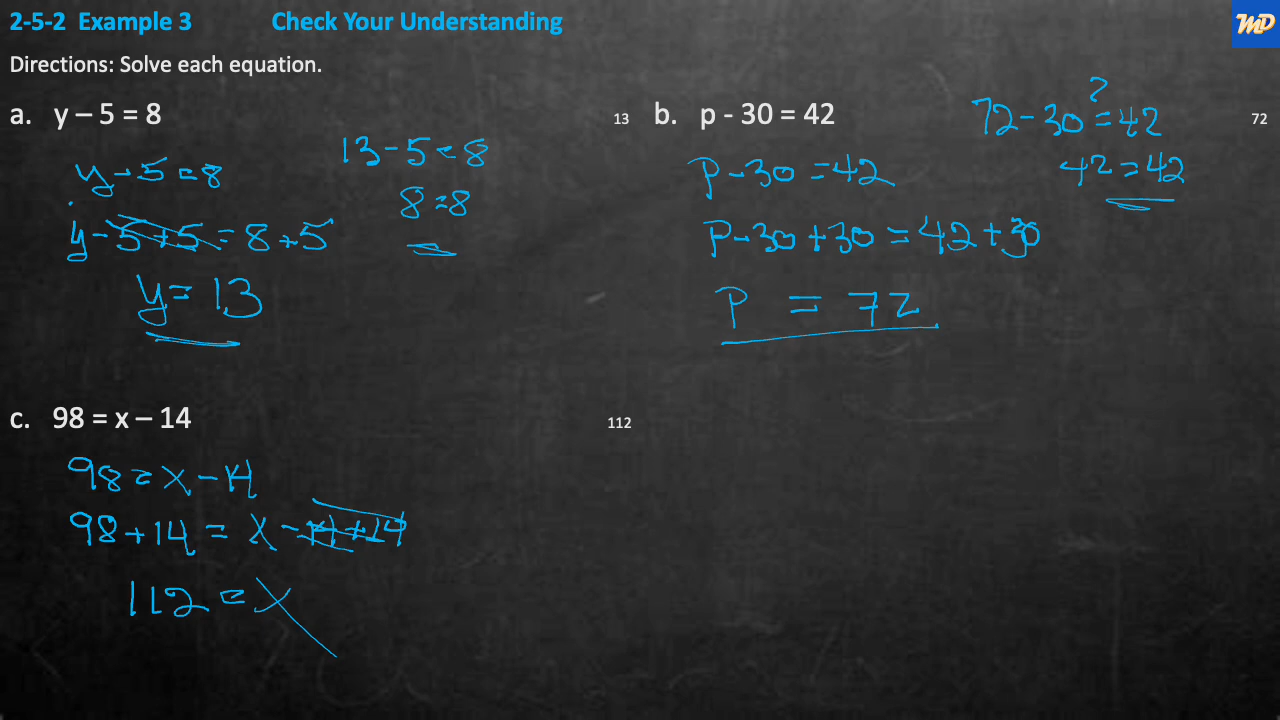 2-5-2 Example 3 Check Your Understanding
MD
Directions: Solve each equation.
a. y – 5 = 8
13
y - 5 = 8
y - 5 + 5 = 8 + 5
y = 13
13 - 5 = 8
8 = 8
b. p - 30 = 42
72
p - 30 = 42
p - 30 + 30 = 42 + 30
p = 72
72 - 30 ?= 42
42 = 42
c. 98 = x – 14
112
98 = x - 14
98 + 14 = x - 14 + 14
112 = x